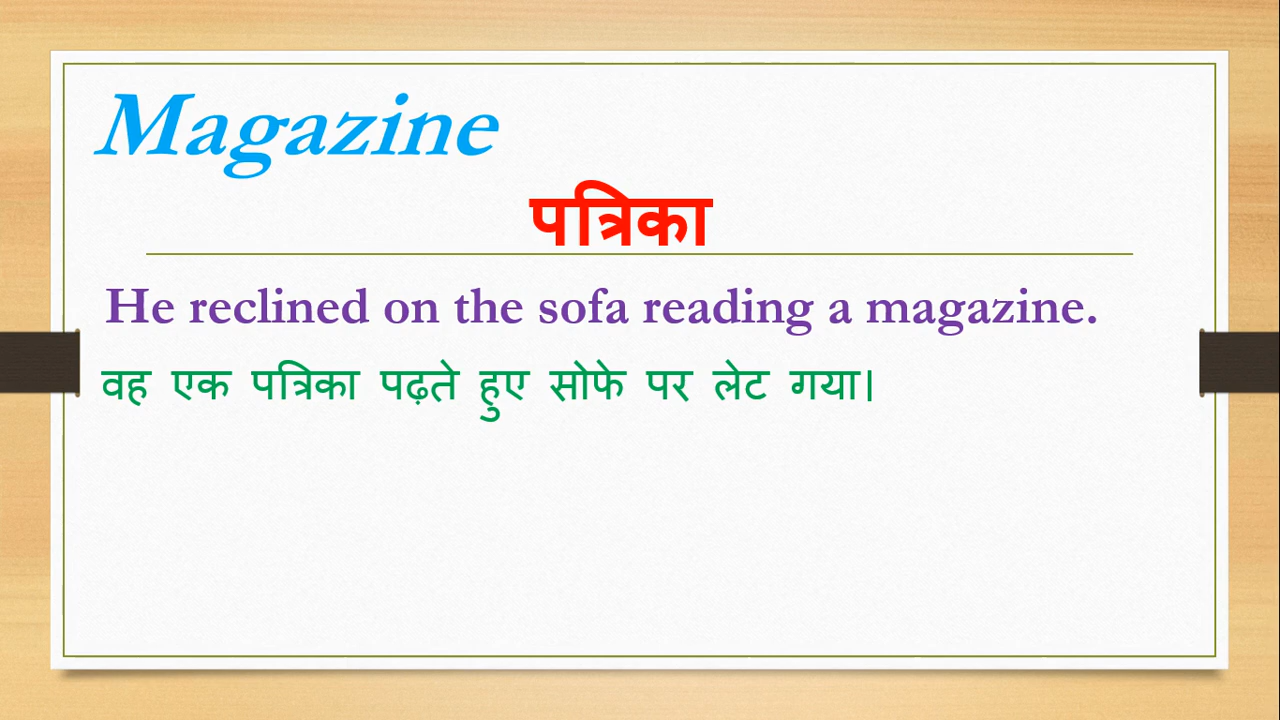 Magazine
पत्रिका
He reclined on the sofa reading a magazine.
वह एक पत्रिका पढ़ते हुए सोफे पर लेट गया।